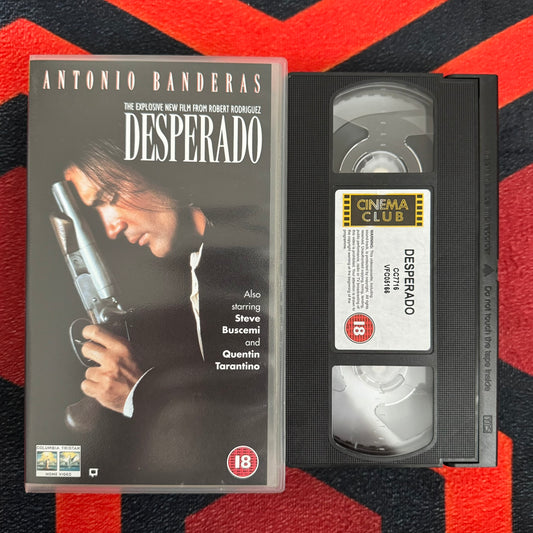 ANTONIO BANDERAS
THE EXPLOSIVE NEW FILM FROM ROBERT RODRIGUEZ
DESPERADO
Also
starring
Steve
Buscemi
and
Quentin
Tarantino
COLUMBIA TRISTAR
HOME VIDEO
18
CINEMA
CLUB
DESPERADO
CC7716
VFC05166
18
Do not touch the tape inside